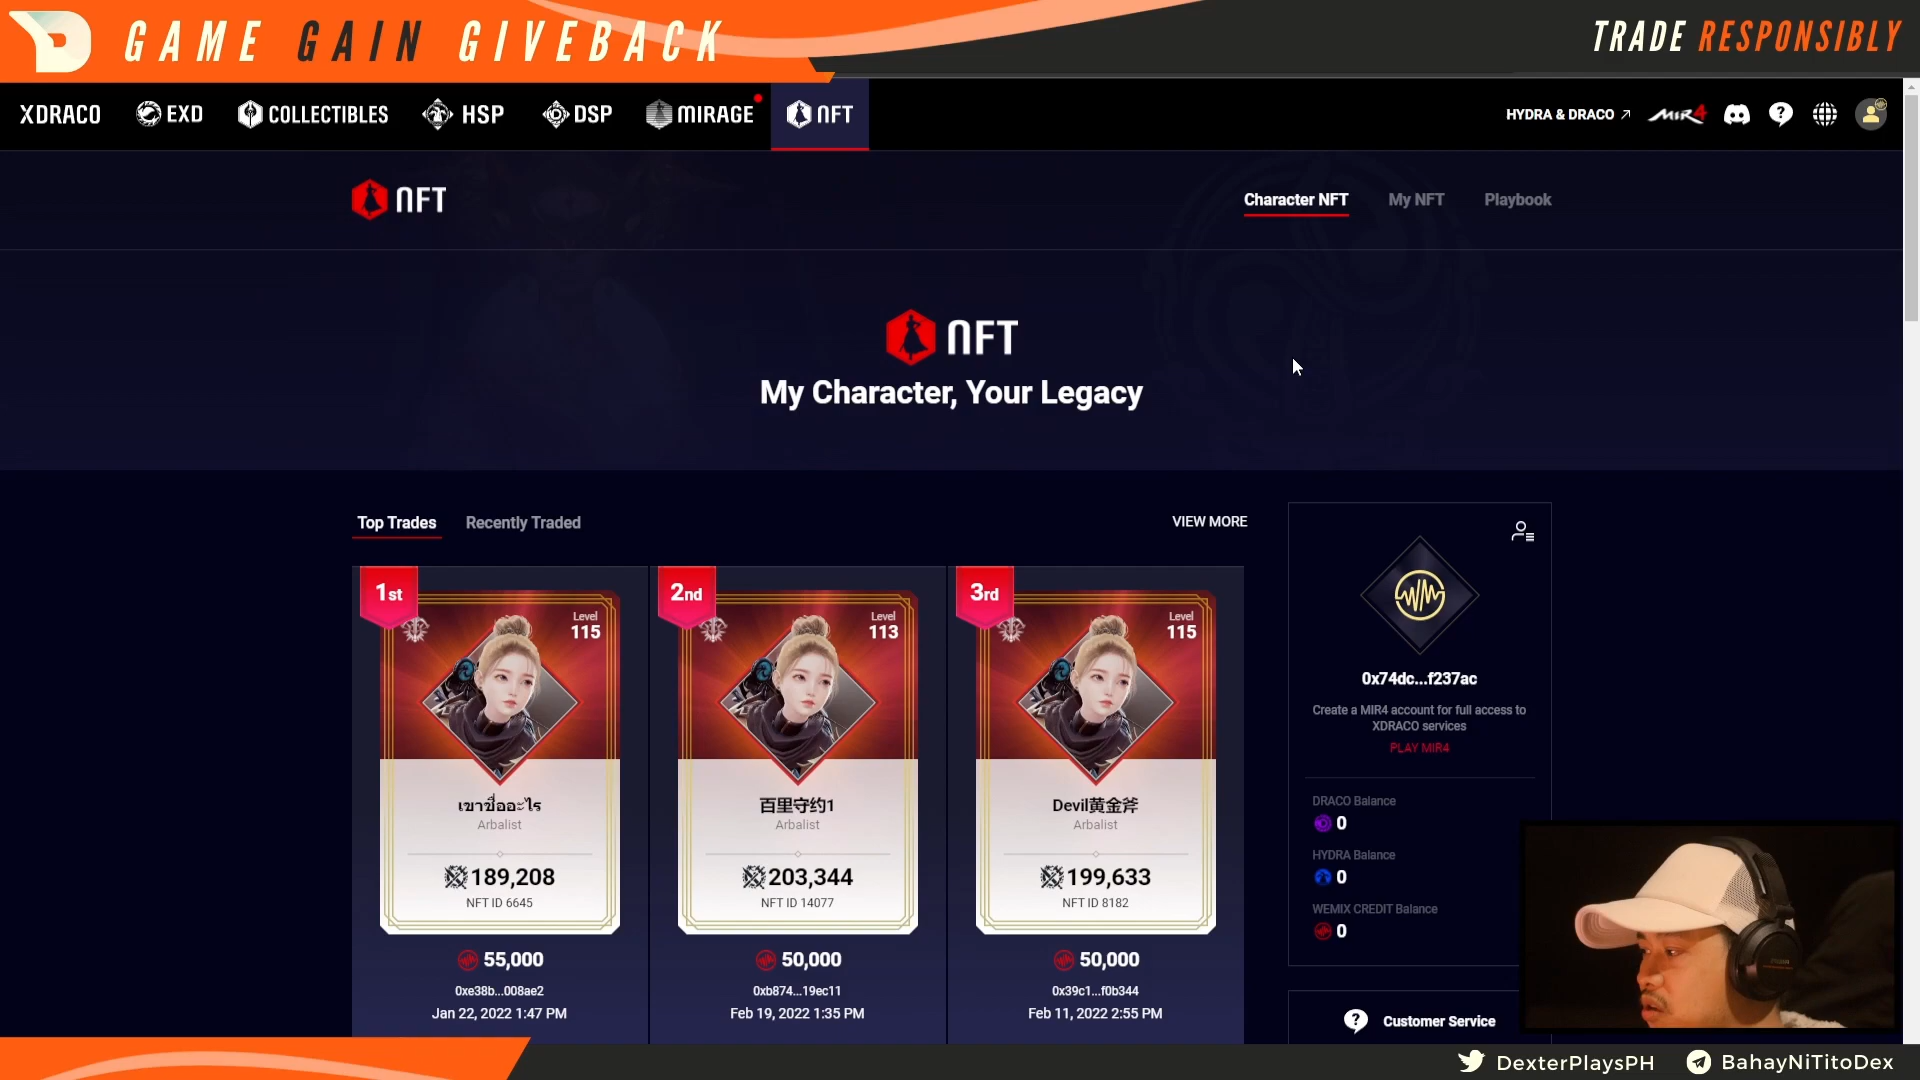 GAME GAIN GIVEBACK
TRADE RESPONSIBLY
XDRACO EXD COLLECTIBLES HSP DSP MIRAGE NFT
HYDRA & DRACO MIR4
NFT
Character NFT My NFT Playbook
NFT
My Character, Your Legacy
Top Trades Recently Traded VIEW MORE
1st
Level
115
เขาชื่ออะไร
Arbalist
189,208
NFT ID 6645
55,000
0xe38b...008ae2
Jan 22, 2022 1:47 PM
2nd
Level
113
百里守约1
Arbalist
203,344
NFT ID 14077
50,000
0xb874...19ec11
Feb 19, 2022 1:35 PM
3rd
Level
115
Devil黄金斧
Arbalist
199,633
NFT ID 8182
50,000
0x39c1...f0b344
Feb 11, 2022 2:55 PM
0x74dc...f237ac
Create a MIR4 account for full access to
XDRACO services
PLAY MIR4
DRACO Balance
0
HYDRA Balance
0
WEMIX CREDIT Balance
0
Customer Service
DexterPlaysPH BahayNiTitoDex